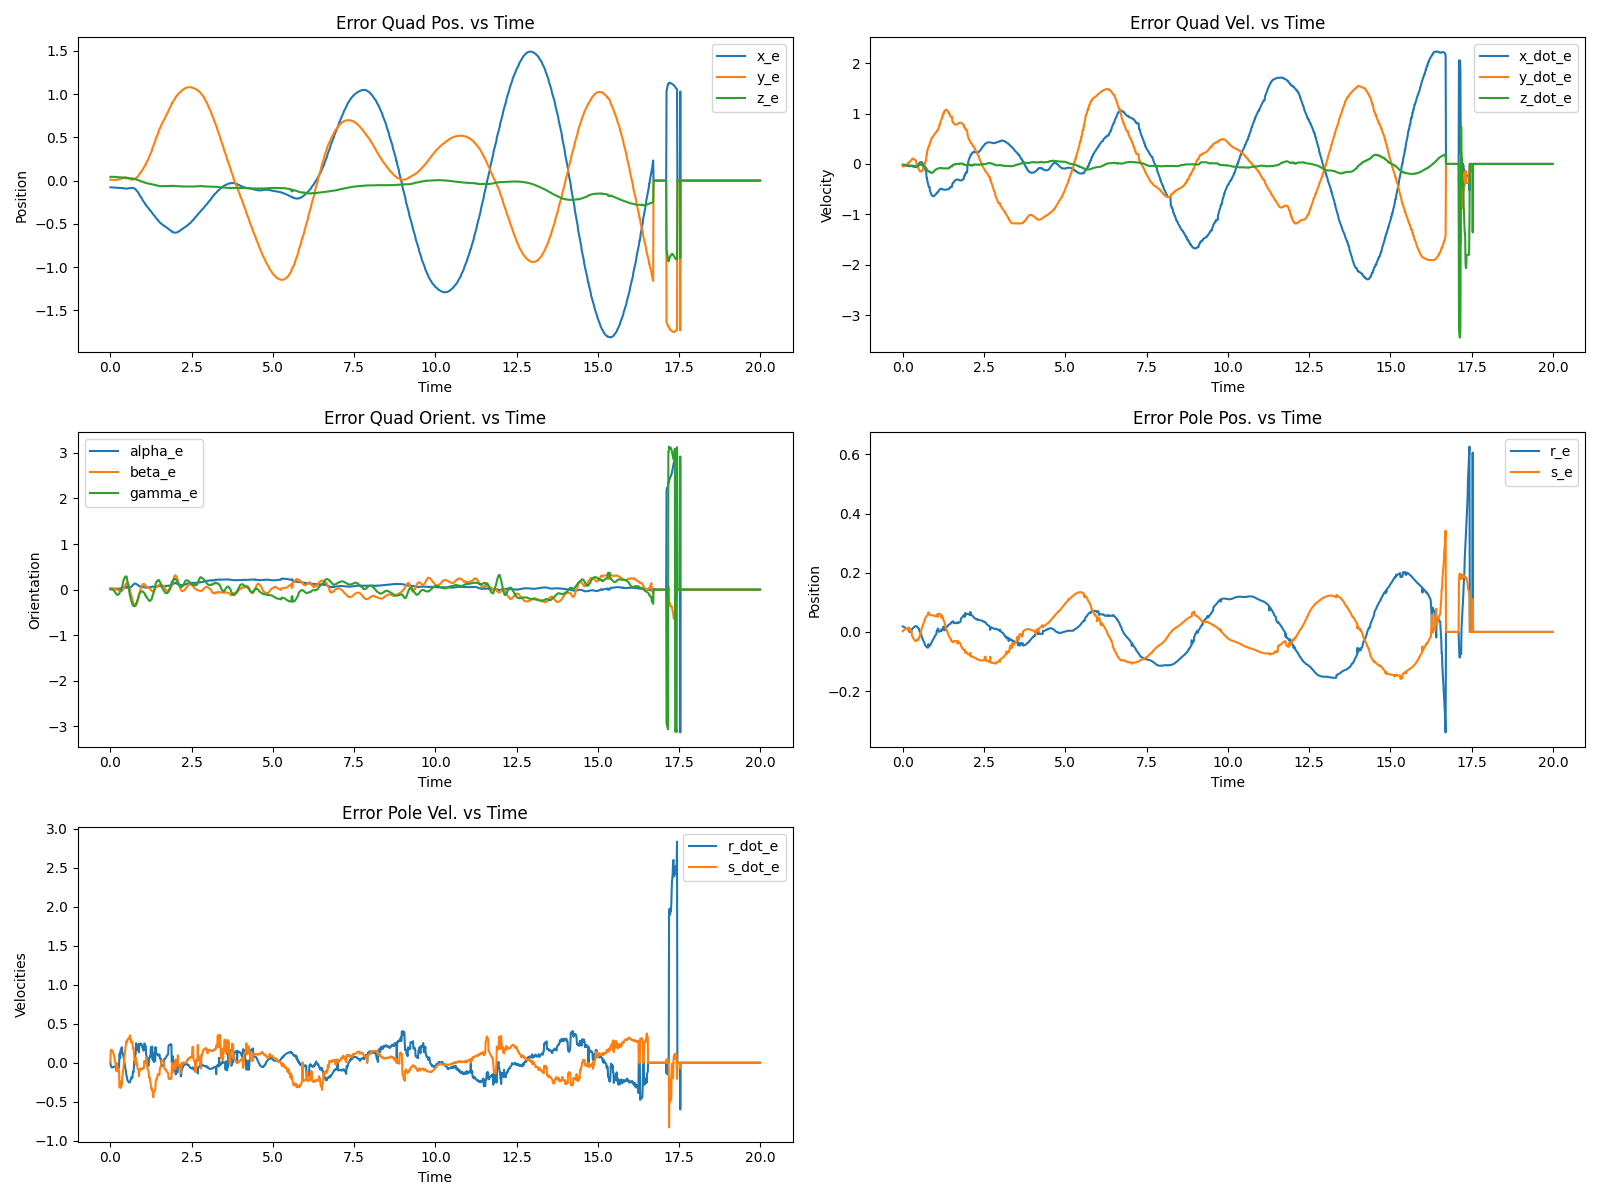 Error Quad Pos. vs Time
1.5
1.0
0.5
0.0
−0.5
−1.0
−1.5
Position
x_e
y_e
z_e
0.0 2.5 5.0 7.5 10.0 12.5 15.0 17.5 20.0
Time
Error Quad Vel. vs Time
2
1
0
−1
−2
−3
Velocity
x_dot_e
y_dot_e
z_dot_e
0.0 2.5 5.0 7.5 10.0 12.5 15.0 17.5 20.0
Time
Error Quad Orient. vs Time
3
2
1
0
−1
−2
−3
Orientation
alpha_e
beta_e
gamma_e
0.0 2.5 5.0 7.5 10.0 12.5 15.0 17.5 20.0
Time
Error Pole Pos. vs Time
0.6
0.4
0.2
0.0
−0.2
Position
r_e
s_e
0.0 2.5 5.0 7.5 10.0 12.5 15.0 17.5 20.0
Time
Error Pole Vel. vs Time
3.0
2.5
2.0
1.5
1.0
0.5
0.0
−0.5
−1.0
Velocities
r_dot_e
s_dot_e
0.0 2.5 5.0 7.5 10.0 12.5 15.0 17.5 20.0
Time